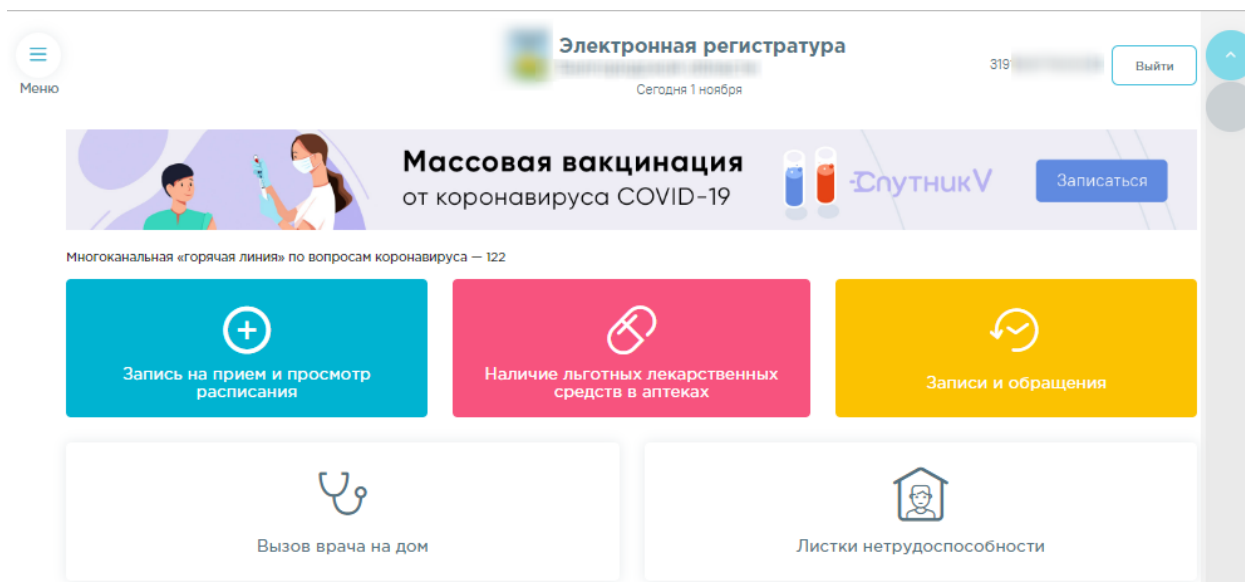 Меню
Электронная регистратура
Сегодня 1 ноября
319
Выйти
Массовая вакцинация
от коронавируса COVID-19
Спутник V
Записаться
Многоканальная «горячая линия» по вопросам коронавируса — 122
Запись на прием и просмотр
расписания
Наличие льготных лекарственных
средств в аптеках
Записи и обращения
Вызов врача на дом
Листки нетрудоспособности